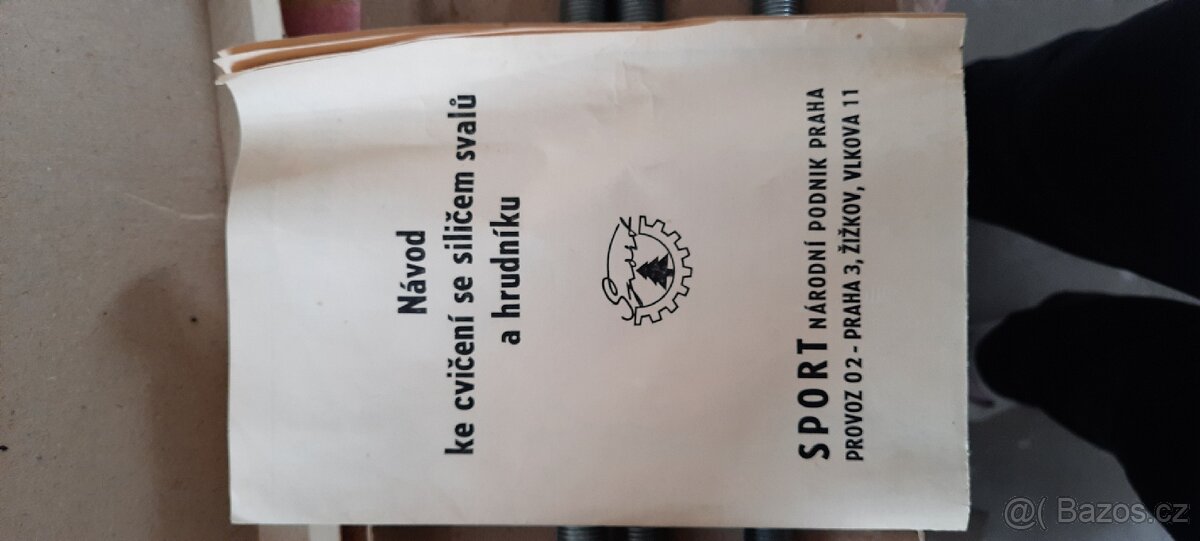 Návod
ke cvičení se siličem svalů
a hrudníku
Sport
SPORT NÁRODNÍ PODNIK PRAHA
PROVOZ 02 - PRAHA 3, ŽIŽKOV, VLKOVA 11
@( Bazos.cz